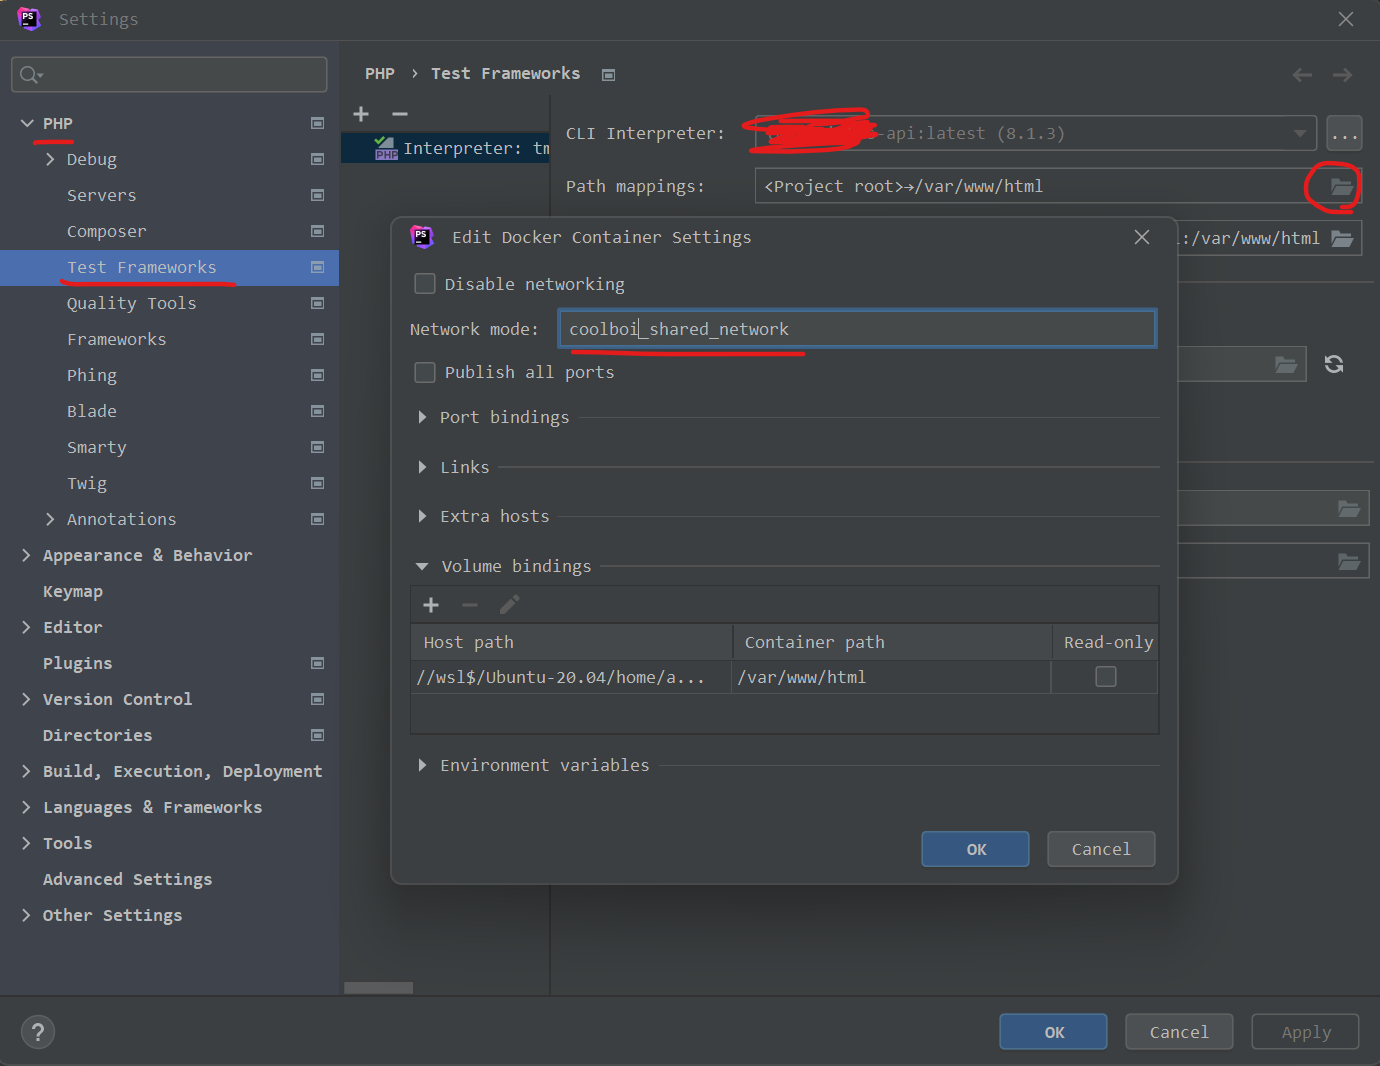 PS Settings
PHP
Debug
Servers
Composer
Test Frameworks
Quality Tools
Frameworks
Phing
Blade
Smarty
Twig
Annotations
Appearance & Behavior
Keymap
Editor
Plugins
Version Control
Directories
Build, Execution, Deployment
Languages & Frameworks
Tools
Advanced Settings
Other Settings
PHP › Test Frameworks
PHP Interpreter: tm
CLI Interpreter: -api:latest (8.1.3) ...
Path mappings: <Project root>→/var/www/html
:/var/www/html
PS Edit Docker Container Settings
Disable networking
Network mode: coolboi_shared_network
Publish all ports
Port bindings
Links
Extra hosts
Volume bindings
Host path Container path Read-only
//wsl$/Ubuntu-20.04/home/a... /var/www/html
Environment variables
OK Cancel
? OK Cancel Apply